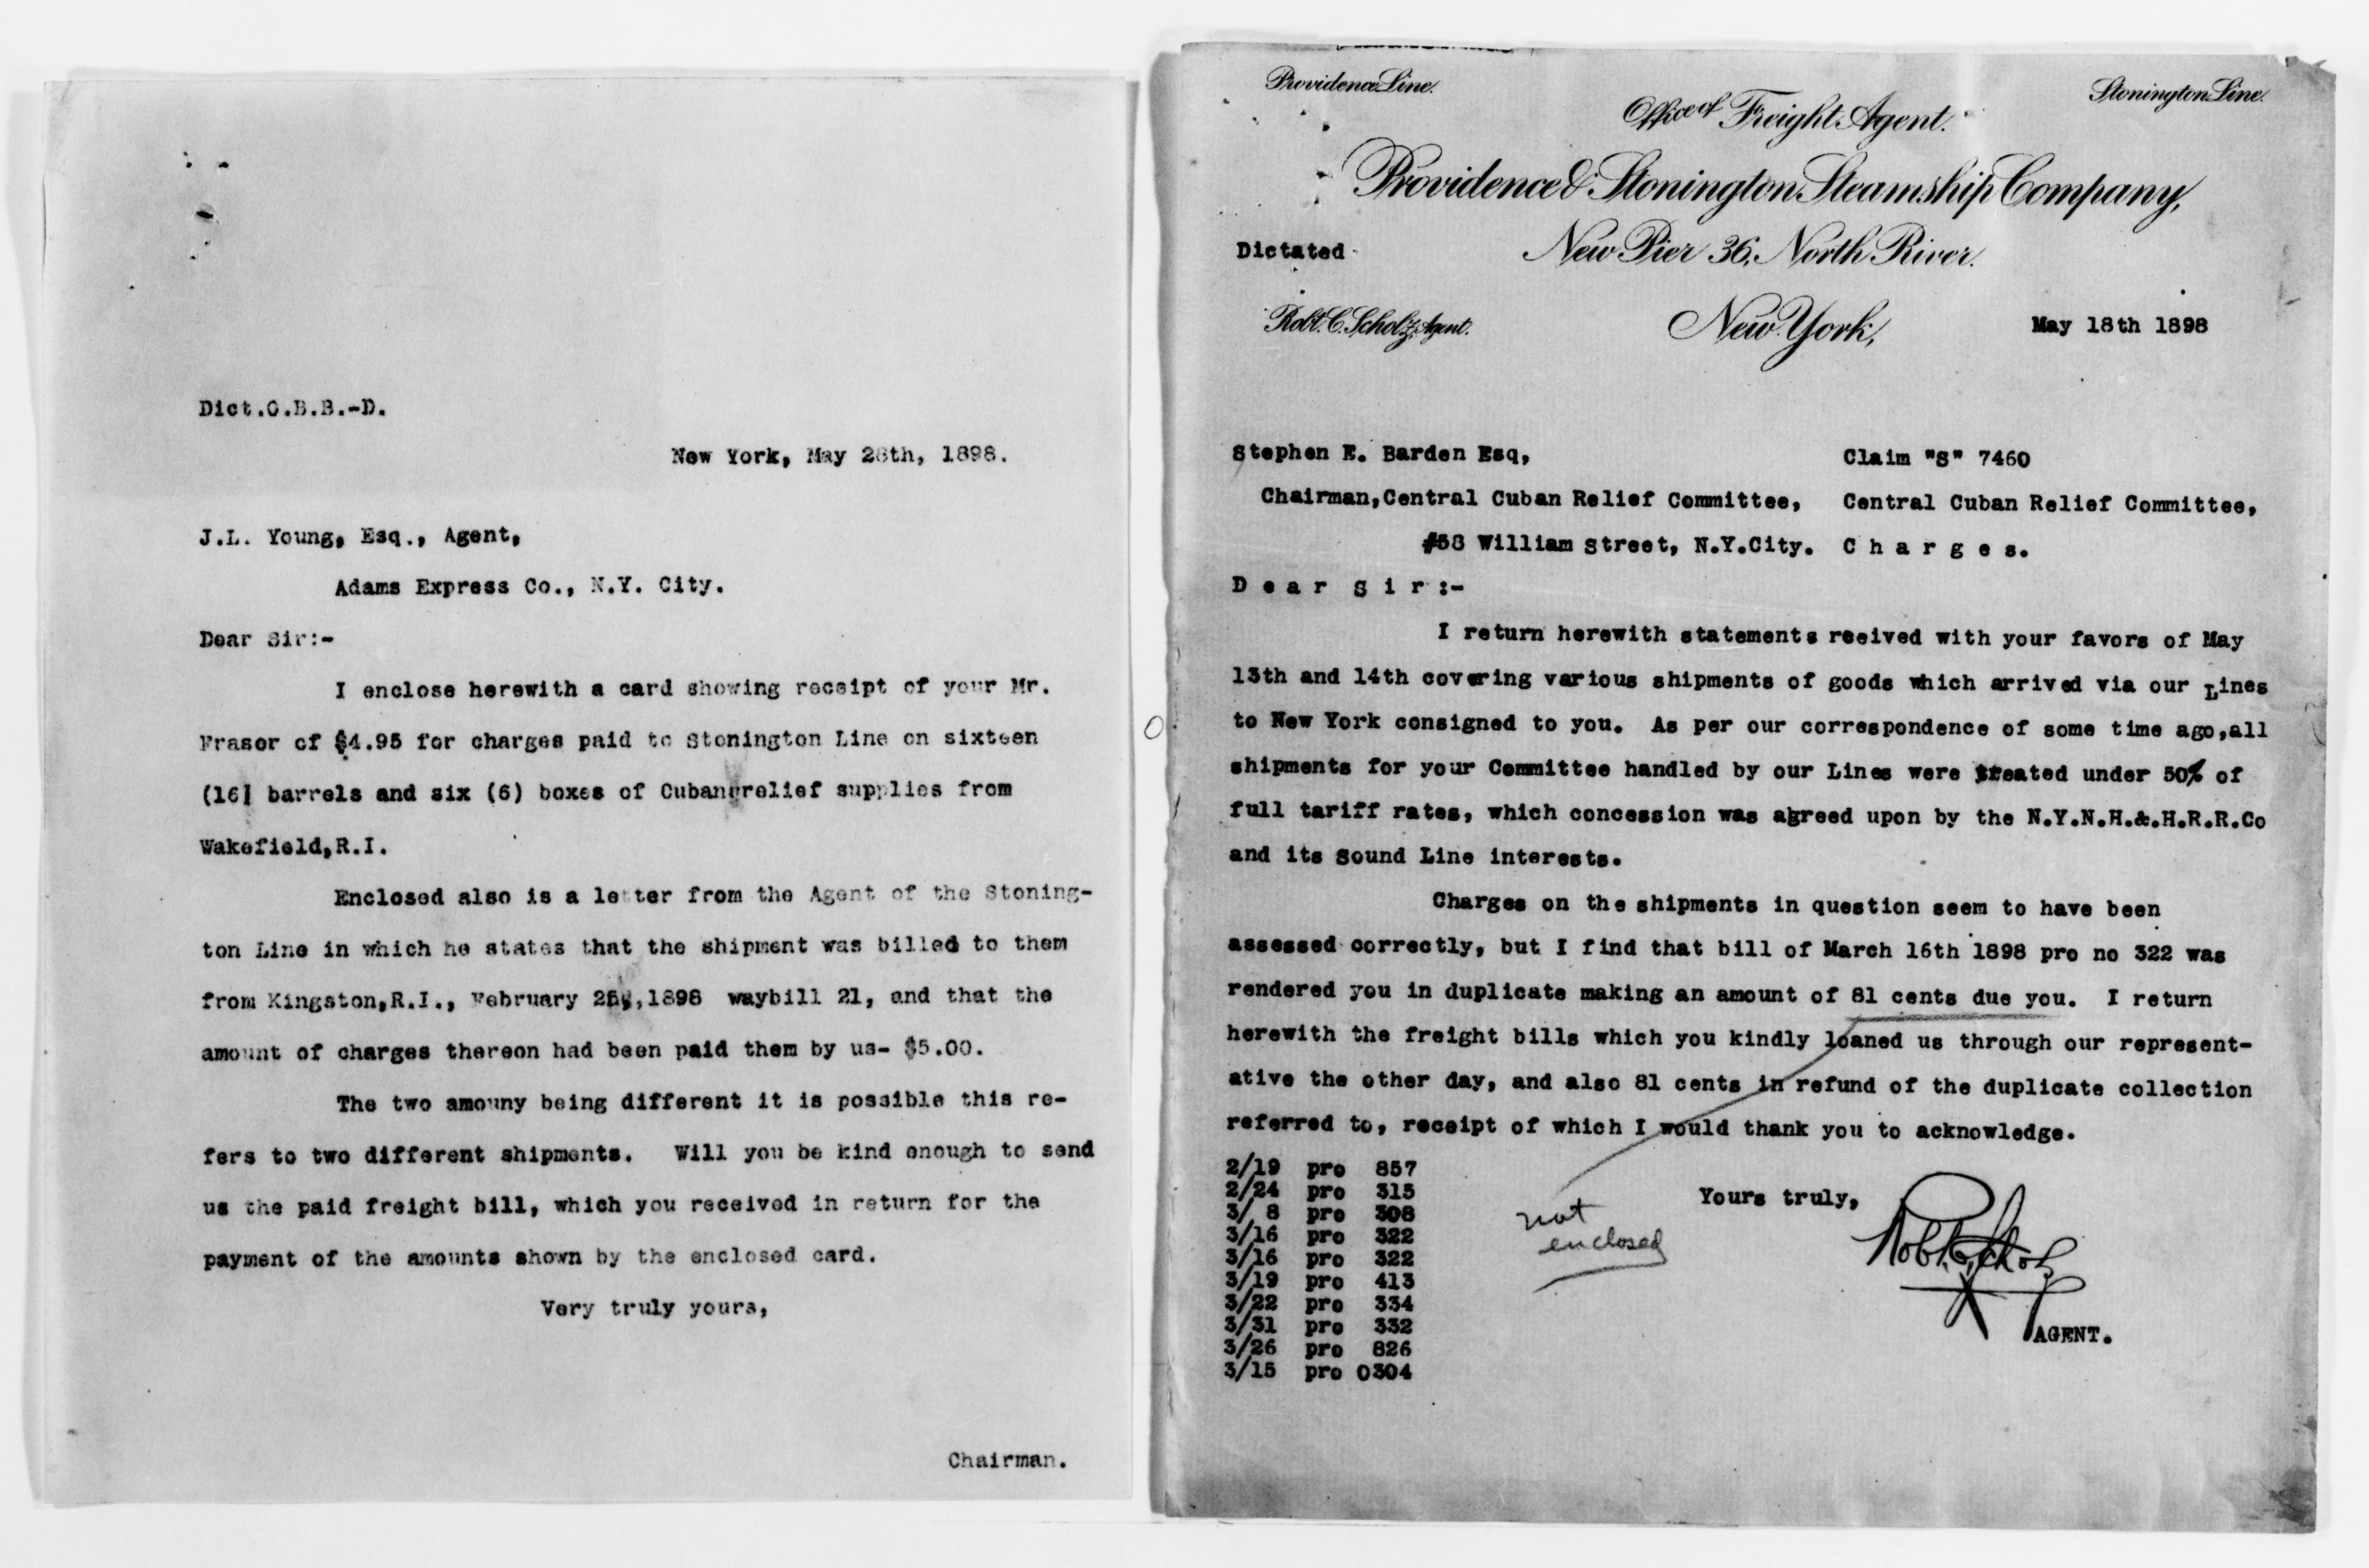 Dict.C.B.B.-D.
New York, May 28th, 1898.
J.L. Young, Esq., Agent,
Adams Express Co., N.Y. City.
Dear Sir:-
I enclose herewith a card showing receipt of your Mr.
Frasor of $4.95 for charges paid to Stonington Line on sixteen
(16) barrels and six (6) boxes of Cuban relief supplies from
Wakefield,R.I.
Enclosed also is a letter from the Agent of the Stoning-
ton Line in which he states that the shipment was billed to them
from Kingston,R.I., February 25,1898 waybill 21, and that the
amount of charges thereon had been paid them by us- $5.00.
The two amouny being different it is possible this re-
fers to two different shipments. Will you be kind enough to send
us the paid freight bill, which you received in return for the
payment of the amounts shown by the enclosed card.
Very truly yours,
Chairman.
Providence Line.
Stonington Line.
Office of Freight Agent.
Providence & Stonington Steamship Company,
Dictated
New Pier 36, North River.
Robt. C. Scholz, Agent.
New York,
May 18th 1898
Stephen E. Barden Esq,
Claim "S" 7460
Chairman,Central Cuban Relief Committee,
Central Cuban Relief Committee,
#58 William Street, N.Y.City.
C h a r g e s.
D e a r S i r :-
I return herewith statements reeived with your favors of May
13th and 14th covering various shipments of goods which arrived via our Lines
to New York consigned to you. As per our correspondence of some time ago,all
shipments for your Committee handled by our Lines were treated under 50% of
full tariff rates, which concession was agreed upon by the N.Y.N.H.&.H.R.R.Co
and its Sound Line interests.
Charges on the shipments in question seem to have been
assessed correctly, but I find that bill of March 16th 1898 pro no 322 was
rendered you in duplicate making an amount of 81 cents due you. I return
herewith the freight bills which you kindly loaned us through our represent-
ative the other day, and also 81 cents in refund of the duplicate collection
referred to, receipt of which I would thank you to acknowledge.
2/19 pro 857
2/24 pro 315
3/ 8 pro 308
3/16 pro 322
3/16 pro 322
3/19 pro 413
3/22 pro 334
3/31 pro 332
3/26 pro 826
3/15 pro 0304
not
enclosed
Yours truly,
Robt. C. Scholz
AGENT.